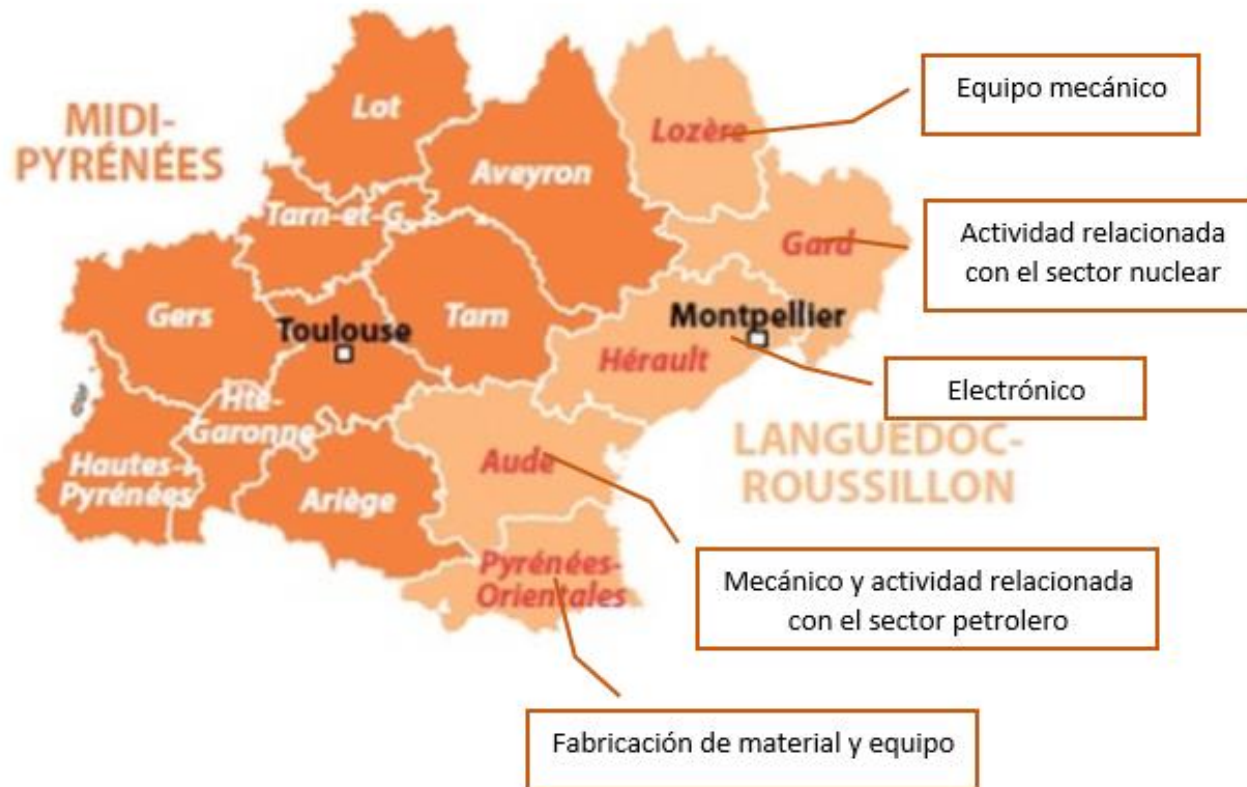 MIDI-
PYRÉNÉES
Lot
Aveyron
Lozère
Tarn-et-G.
Gard
Gers
Toulouse
Tarn
Montpellier
Hérault
Hte-
Garonne
Hautes-
Pyrénées
Ariège
Aude
LANGUEDOC-
ROUSSILLON
Pyrénées-
Orientales
Equipo mecánico
Actividad relacionada
con el sector nuclear
Electrónico
Mecánico y actividad relacionada
con el sector petrolero
Fabricación de material y equipo